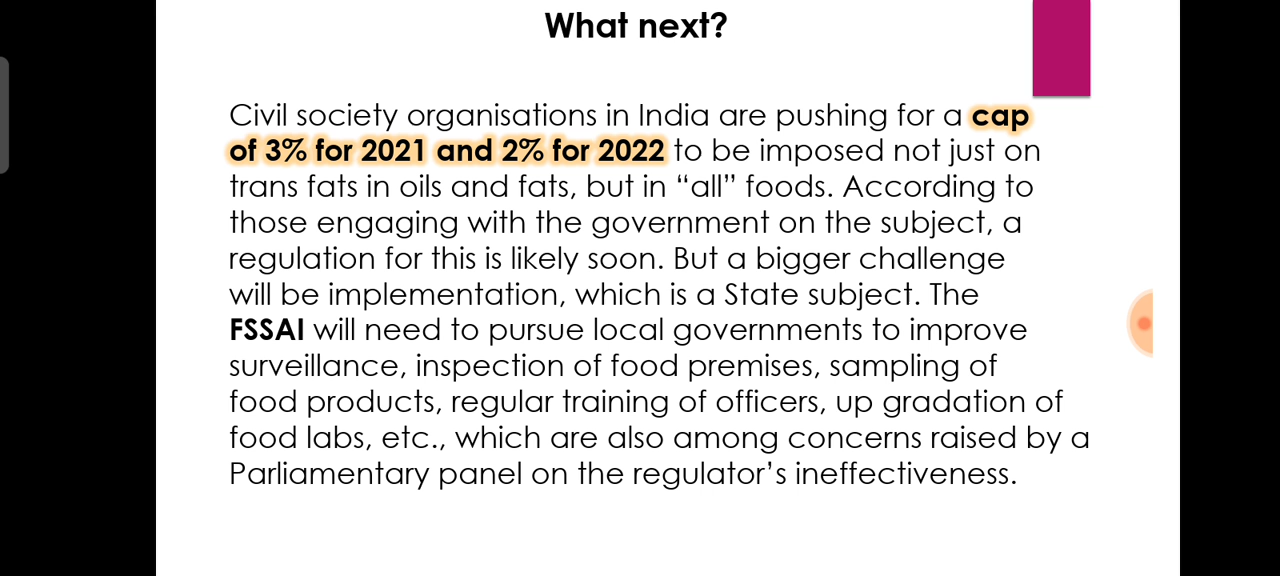 What next?
Civil society organisations in India are pushing for a cap
of 3% for 2021 and 2% for 2022 to be imposed not just on
trans fats in oils and fats, but in “all” foods. According to
those engaging with the government on the subject, a
regulation for this is likely soon. But a bigger challenge
will be implementation, which is a State subject. The
FSSAI will need to pursue local governments to improve
surveillance, inspection of food premises, sampling of
food products, regular training of officers, up gradation of
food labs, etc., which are also among concerns raised by a
Parliamentary panel on the regulator’s ineffectiveness.